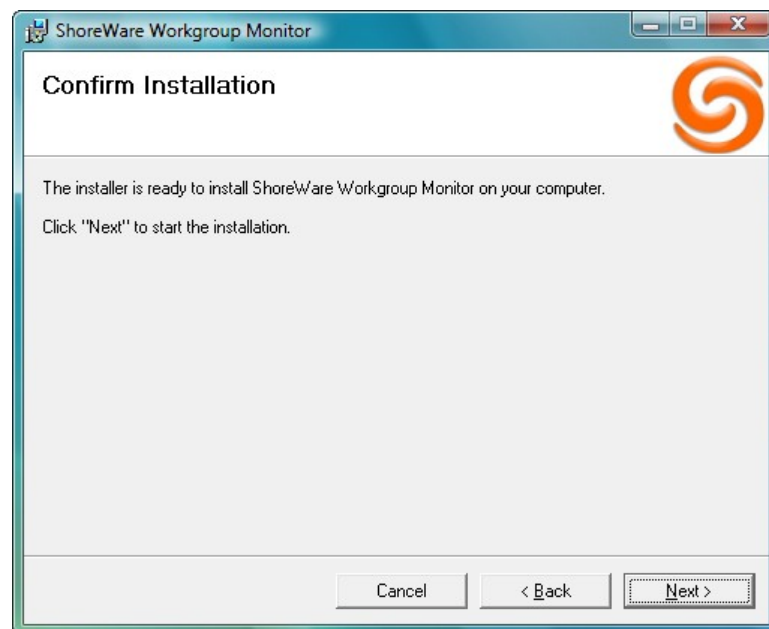 ShoreWare Workgroup Monitor
Confirm Installation
The installer is ready to install ShoreWare Workgroup Monitor on your computer.
Click "Next" to start the installation.
Cancel
< Back
Next >